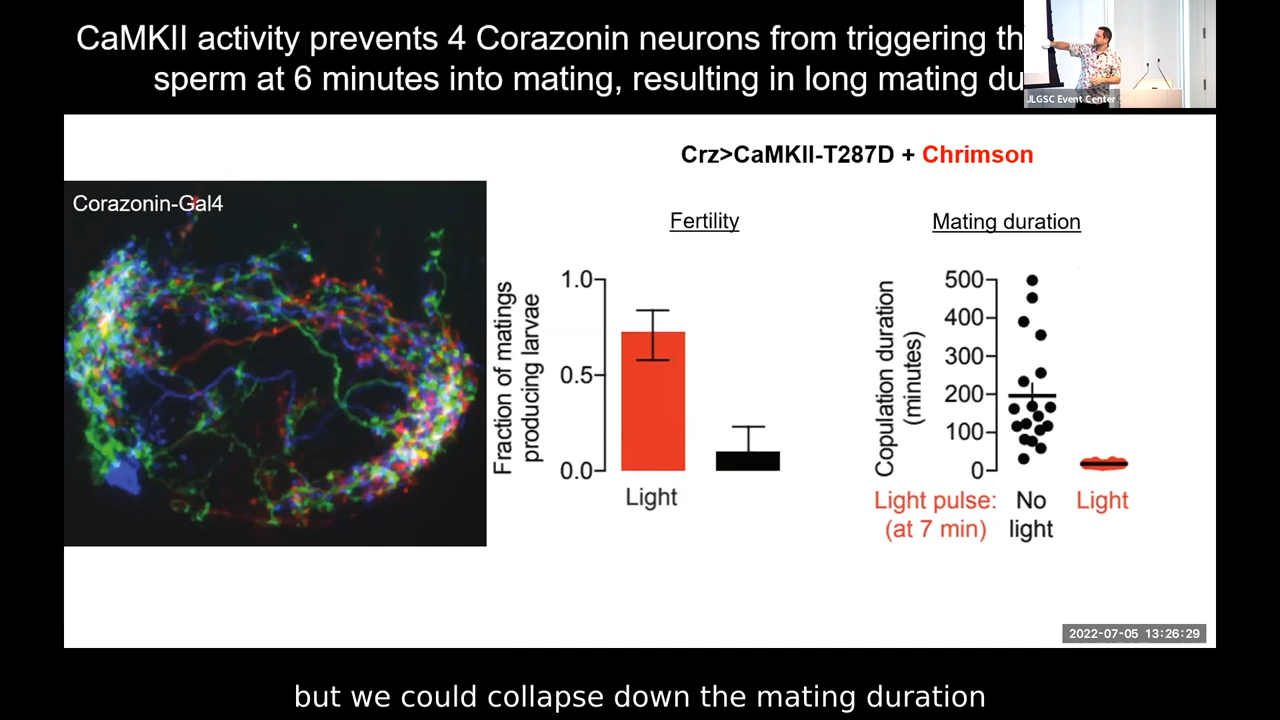 CaMKII activity prevents 4 Corazonin neurons from triggering
sperm at 6 minutes into mating, resulting in long mating
JLGSC Event Center
Crz>CaMKII-T287D + Chrimson
Corazonin-Gal4
Fertility
Fraction of matings
producing larvae
1.0
0.5
0.0
Light
Mating duration
Copulation duration
(minutes)
500
400
300
200
100
0
Light pulse: No Light
(at 7 min) light
2022-07-05 13:26:29
but we could collapse down the mating duration